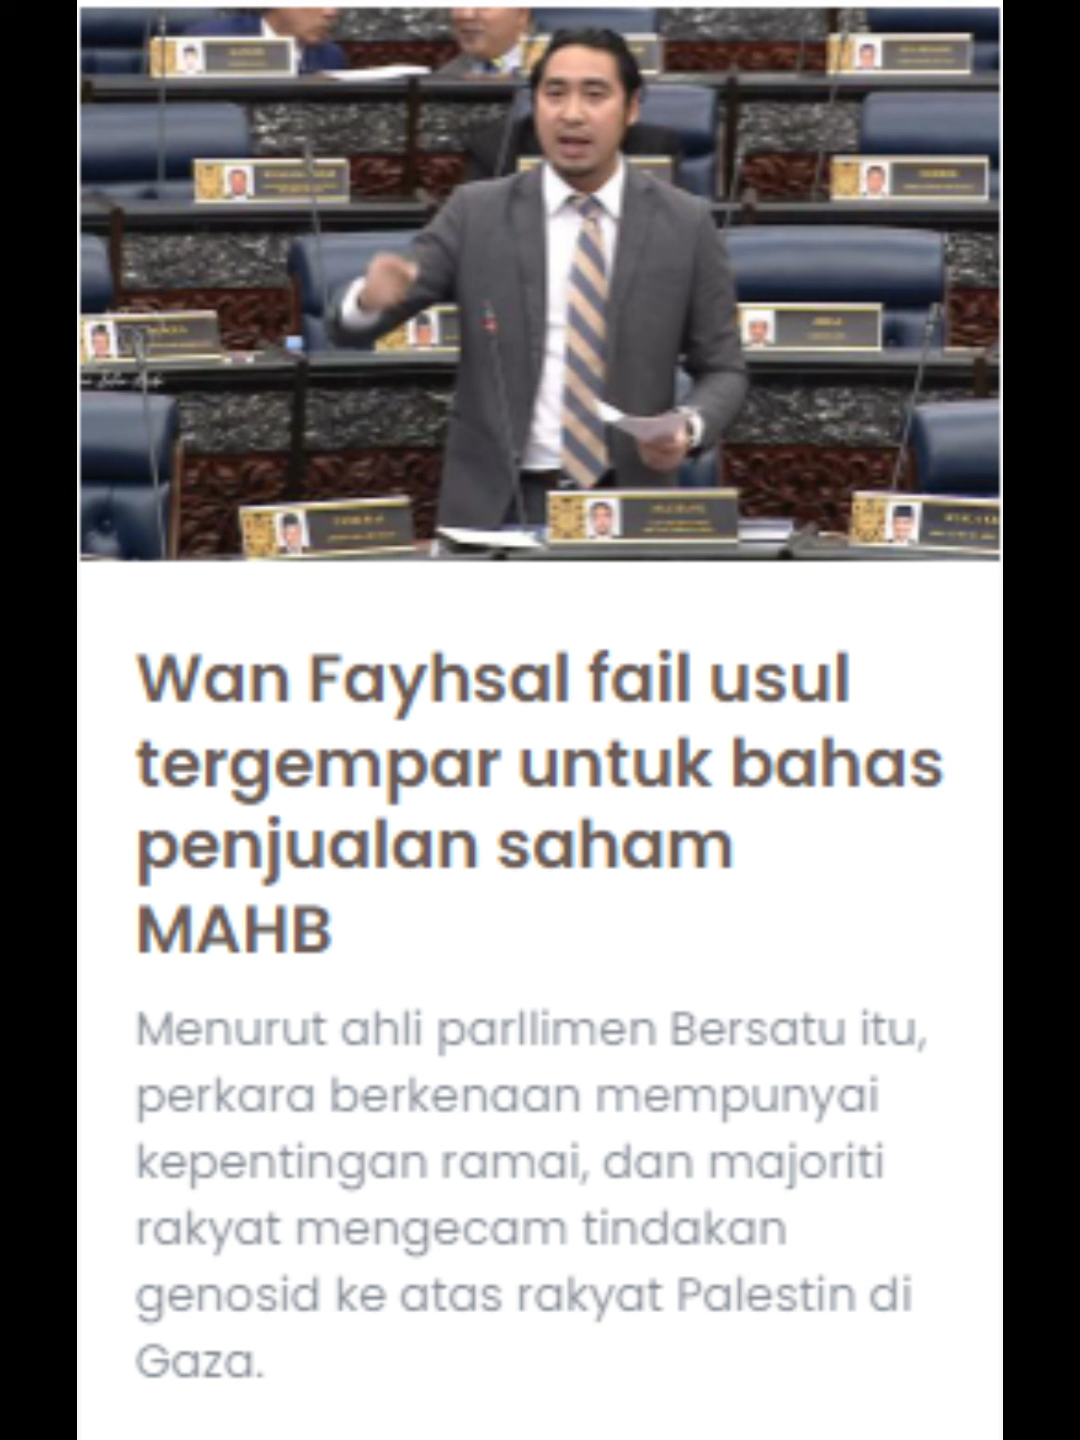 Wan Fayhsal fail usul
tergempar untuk bahas
penjualan saham
MAHB
Menurut ahli parllimen Bersatu itu,
perkara berkenaan mempunyai
kepentingan ramai, dan majoriti
rakyat mengecam tindakan
genosid ke atas rakyat Palestin di
Gaza.